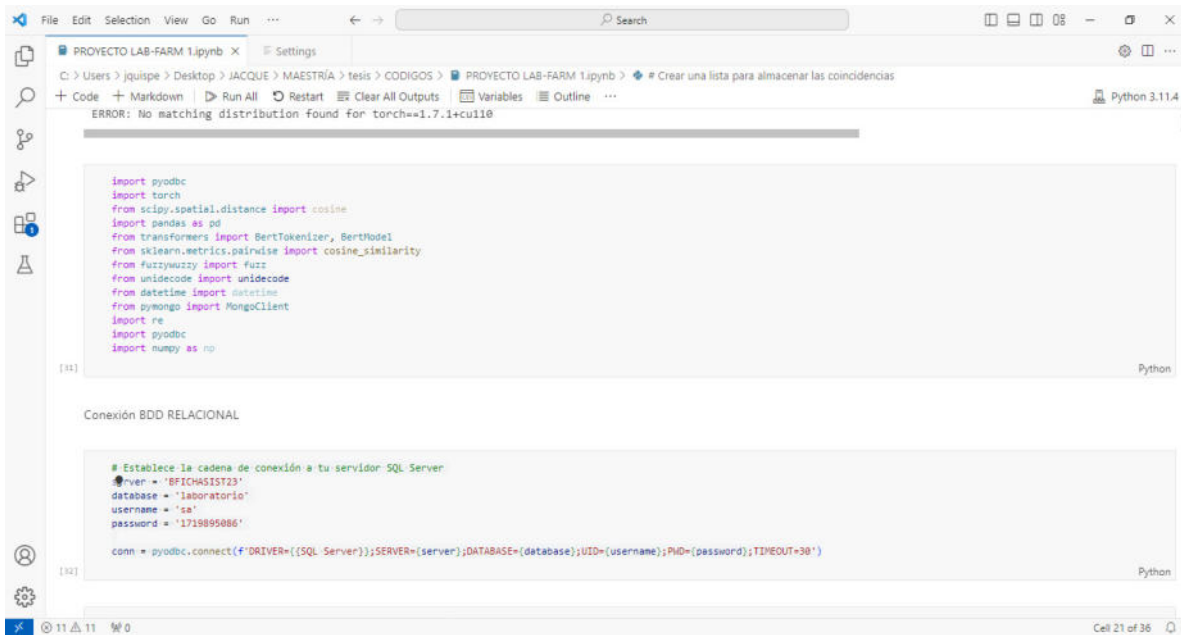 File Edit Selection View Go Run ··· ← → Search
PROYECTO LAB-FARM 1.ipynb × Settings
C: > Users > jquispe > Desktop > JACQUE > MAESTRÍA > tesis > CODIGOS > PROYECTO LAB-FARM 1.ipynb > # Crear una lista para almacenar las coincidencias
+ Code + Markdown Run All Restart Clear All Outputs Variables Outline ··· Python 3.11.4
ERROR: No matching distribution found for torch==1.7.1+cu110
import pyodbc
import torch
from scipy.spatial.distance import cosine
import pandas as pd
from transformers import BertTokenizer, BertModel
from sklearn.metrics.pairwise import cosine_similarity
from fuzzywuzzy import fuzz
from unidecode import unidecode
from datetime import datetime
from pymongo import MongoClient
import re
import pyodbc
import numpy as np
[31] Python
Conexión BDD RELACIONAL
# Establece la cadena de conexión a tu servidor SQL Server
server = 'BFICHASIST23'
database = 'laboratorio'
username = 'sa'
password = '1719895086'
conn = pyodbc.connect(f'DRIVER={{SQL Server}};SERVER={server};DATABASE={database};UID={username};PWD={password};TIMEOUT=30')
[32] Python
11 11 0 Cell 21 of 36